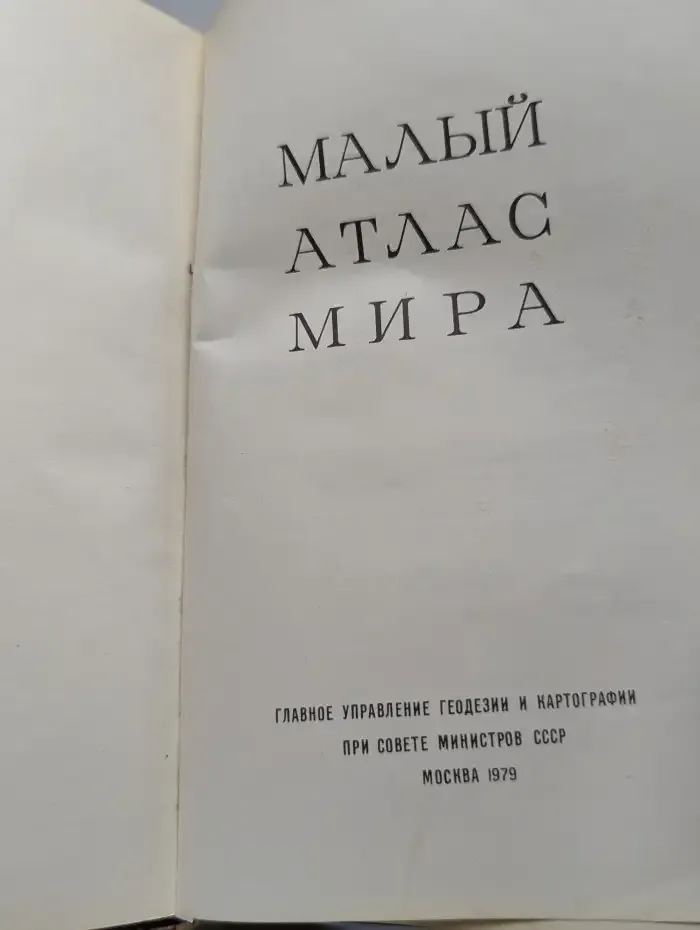 МАЛЫЙ
АТЛАС
МИРА
ГЛАВНОЕ УПРАВЛЕНИЕ ГЕОДЕЗИИ И КАРТОГРАФИИ
ПРИ СОВЕТЕ МИНИСТРОВ СССР
МОСКВА 1979